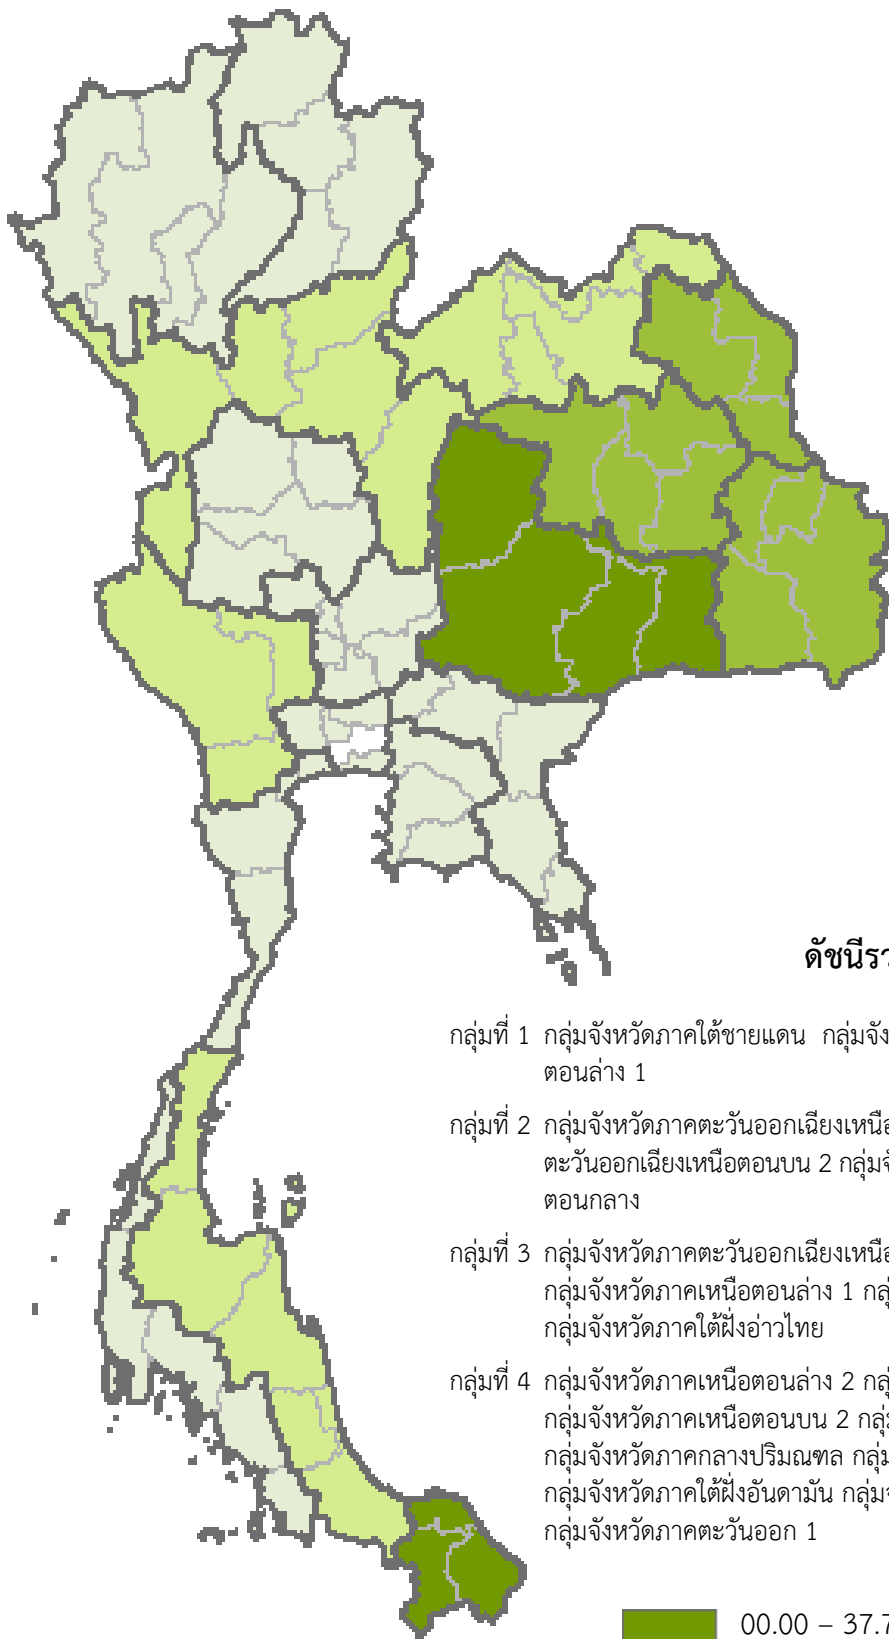 ดัชนีรว
กลุ่มที่ 1 กลุ่มจังหวัดภาคใต้ชายแดน กลุ่มจัง
ตอนล่าง 1
กลุ่มที่ 2 กลุ่มจังหวัดภาคตะวันออกเฉียงเหนือ
ตะวันออกเฉียงเหนือตอนบน 2 กลุ่มจั
ตอนกลาง
กลุ่มที่ 3 กลุ่มจังหวัดภาคตะวันออกเฉียงเหนือ
กลุ่มจังหวัดภาคเหนือตอนล่าง 1 กลุ่
กลุ่มจังหวัดภาคใต้ฝั่งอ่าวไทย
กลุ่มที่ 4 กลุ่มจังหวัดภาคเหนือตอนล่าง 2 กลุ่
กลุ่มจังหวัดภาคเหนือตอนบน 2 กลุ่ม
กลุ่มจังหวัดภาคกลางปริมณฑล กลุ่ม
กลุ่มจังหวัดภาคใต้ฝั่งอันดามัน กลุ่มจ
กลุ่มจังหวัดภาคตะวันออก 1
00.00 – 37.7